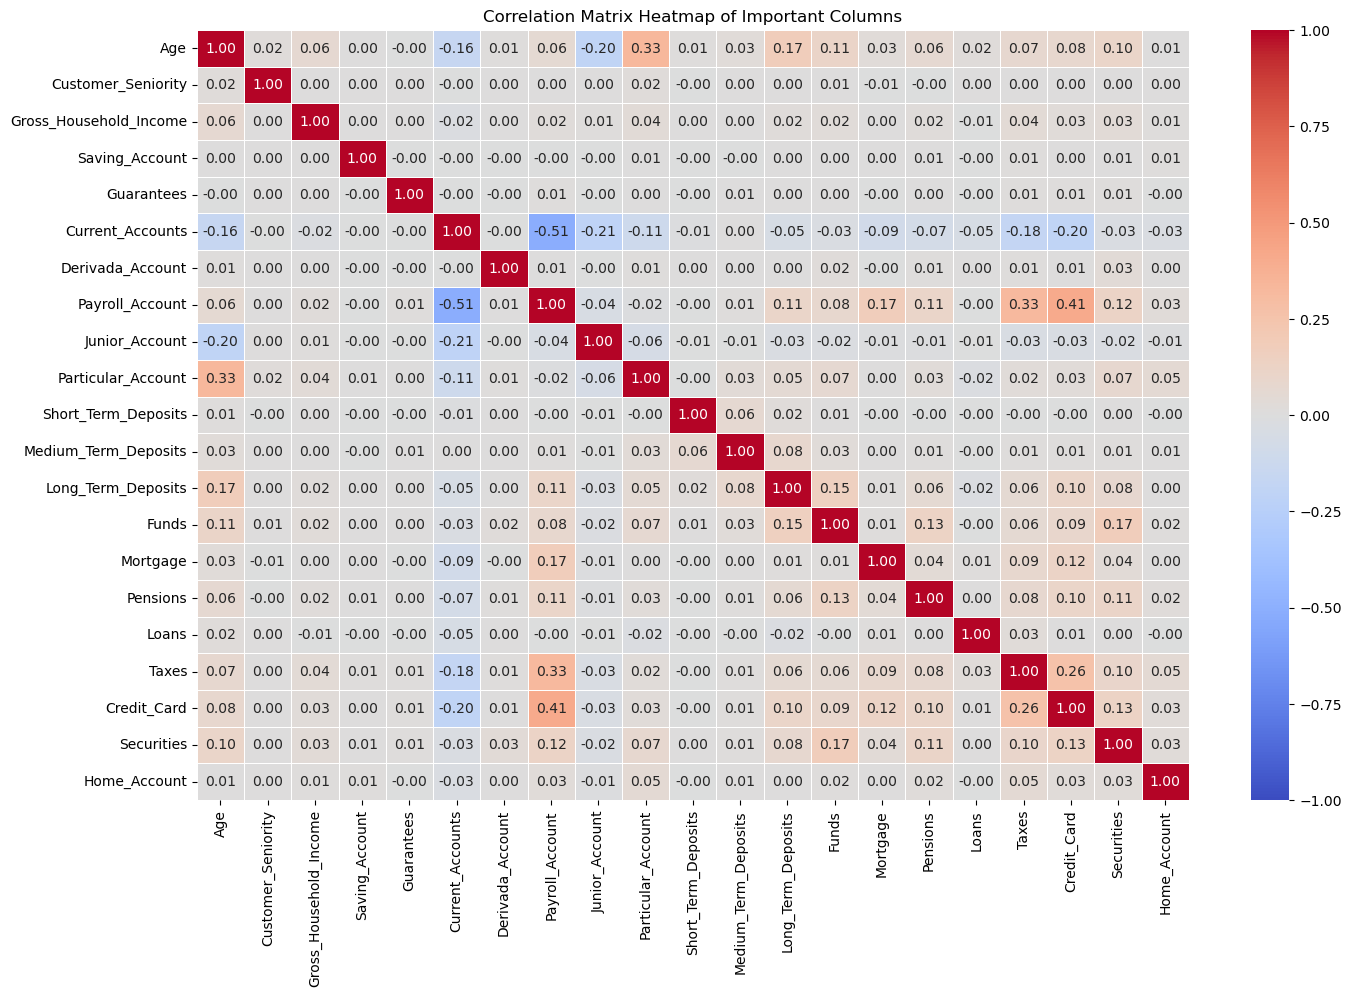 Correlation Matrix Heatmap of Important Columns
Age 1.00 0.02 0.06 0.00 -0.00 -0.16 0.01 0.06 -0.20 0.33 0.01 0.03 0.17 0.11 0.03 0.06 0.02 0.07 0.08 0.10 0.01
Customer_Seniority 0.02 1.00 0.00 0.00 0.00 -0.00 0.00 0.00 0.00 0.02 -0.00 0.00 0.00 0.01 -0.01 -0.00 0.00 0.00 0.00 0.00 0.00
Gross_Household_Income 0.06 0.00 1.00 0.00 0.00 -0.02 0.00 0.02 0.01 0.04 0.00 0.00 0.02 0.02 0.00 0.02 -0.01 0.04 0.03 0.03 0.01
Saving_Account 0.00 0.00 0.00 1.00 -0.00 -0.00 -0.00 -0.00 -0.00 0.01 -0.00 -0.00 0.00 0.00 0.00 0.01 -0.00 0.01 0.00 0.01 0.01
Guarantees -0.00 0.00 0.00 -0.00 1.00 -0.00 -0.00 0.01 -0.00 0.00 -0.00 0.01 0.00 0.00 -0.00 0.00 -0.00 0.01 0.01 0.01 -0.00
Current_Accounts -0.16 -0.00 -0.02 -0.00 -0.00 1.00 -0.00 -0.51 -0.21 -0.11 -0.01 0.00 -0.05 -0.03 -0.09 -0.07 -0.05 -0.18 -0.20 -0.03 -0.03
Derivada_Account 0.01 0.00 0.00 -0.00 -0.00 -0.00 1.00 0.01 -0.00 0.01 0.00 0.00 0.00 0.02 -0.00 0.01 0.00 0.01 0.01 0.03 0.00
Payroll_Account 0.06 0.00 0.02 -0.00 0.01 -0.51 0.01 1.00 -0.04 -0.02 -0.00 0.01 0.11 0.08 0.17 0.11 -0.00 0.33 0.41 0.12 0.03
Junior_Account -0.20 0.00 0.01 -0.00 -0.00 -0.21 -0.00 -0.04 1.00 -0.06 -0.01 -0.01 -0.03 -0.02 -0.01 -0.01 -0.01 -0.03 -0.03 -0.02 -0.01
Particular_Account 0.33 0.02 0.04 0.01 0.00 -0.11 0.01 -0.02 -0.06 1.00 -0.00 0.03 0.05 0.07 0.00 0.03 -0.02 0.02 0.03 0.07 0.05
Short_Term_Deposits 0.01 -0.00 0.00 -0.00 -0.00 -0.01 0.00 -0.00 -0.01 -0.00 1.00 0.06 0.02 0.01 -0.00 -0.00 -0.00 -0.00 -0.00 0.00 -0.00
Medium_Term_Deposits 0.03 0.00 0.00 -0.00 0.01 0.00 0.00 0.01 -0.01 0.03 0.06 1.00 0.08 0.03 0.00 0.01 -0.00 0.01 0.01 0.01 0.01
Long_Term_Deposits 0.17 0.00 0.02 0.00 0.00 -0.05 0.00 0.11 -0.03 0.05 0.02 0.08 1.00 0.15 0.01 0.06 -0.02 0.06 0.10 0.08 0.00
Funds 0.11 0.01 0.02 0.00 0.00 -0.03 0.02 0.08 -0.02 0.07 0.01 0.03 0.15 1.00 0.01 0.13 -0.00 0.06 0.09 0.17 0.02
Mortgage 0.03 -0.01 0.00 0.00 -0.00 -0.09 -0.00 0.17 -0.01 0.00 -0.00 0.00 0.01 0.01 1.00 0.04 0.01 0.09 0.12 0.04 0.00
Pensions 0.06 -0.00 0.02 0.01 0.00 -0.07 0.01 0.11 -0.01 0.03 -0.00 0.01 0.06 0.13 0.04 1.00 0.00 0.08 0.10 0.11 0.02
Loans 0.02 0.00 -0.01 -0.00 -0.00 -0.05 0.00 -0.00 -0.01 -0.02 -0.00 -0.00 -0.02 -0.00 0.01 0.00 1.00 0.03 0.01 0.00 -0.00
Taxes 0.07 0.00 0.04 0.01 0.01 -0.18 0.01 0.33 -0.03 0.02 -0.00 0.01 0.06 0.06 0.09 0.08 0.03 1.00 0.26 0.10 0.05
Credit_Card 0.08 0.00 0.03 0.00 0.01 -0.20 0.01 0.41 -0.03 0.03 -0.00 0.01 0.10 0.09 0.12 0.10 0.01 0.26 1.00 0.13 0.03
Securities 0.10 0.00 0.03 0.01 0.01 -0.03 0.03 0.12 -0.02 0.07 0.00 0.01 0.08 0.17 0.04 0.11 0.00 0.10 0.13 1.00 0.03
Home_Account 0.01 0.00 0.01 0.01 -0.00 -0.03 0.00 0.03 -0.01 0.05 -0.00 0.01 0.00 0.02 0.00 0.02 -0.00 0.05 0.03 0.03 1.00
Age
Customer_Seniority
Gross_Household_Income
Saving_Account
Guarantees
Current_Accounts
Derivada_Account
Payroll_Account
Junior_Account
Particular_Account
Short_Term_Deposits
Medium_Term_Deposits
Long_Term_Deposits
Funds
Mortgage
Pensions
Loans
Taxes
Credit_Card
Securities
Home_Account
1.00
0.75
0.50
0.25
0.00
−0.25
−0.50
−0.75
−1.00